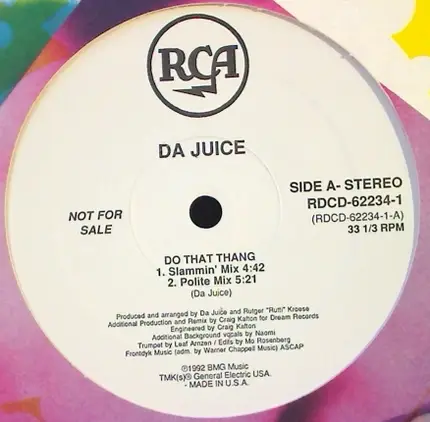 RCA
DA JUICE
SIDE A- STEREO
RDCD-62234-1
(RDCD-62234-1-A)
33 1/3 RPM
NOT FOR
SALE
DO THAT THANG
1. Slammin' Mix 4:42
2. Polite Mix 5:21
(Da Juice)
Produced and arranged by Da Juice and Rutger "Rutti" Kroese
Additional Production and Remix by Craig Kafton for Dream Records
Engineered by Craig Kafton
Additional Background vocals by Naomi
Trumpet by Leaf Arnzen / Edits by Mo Rosenberg
Frontdyk Music (adm. by Warner Chappell Music) ASCAP
℗1992 BMG Music
TMK(s)® General Electric USA.
- MADE IN U.S.A.